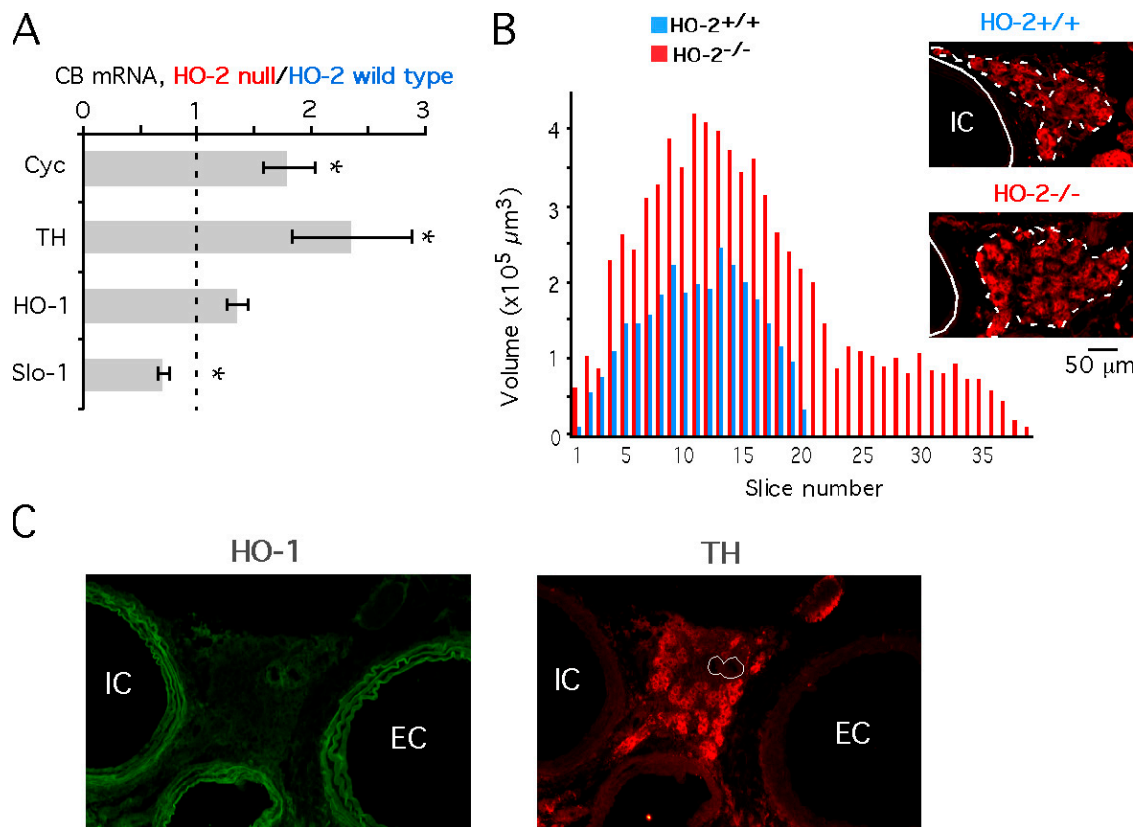 A
CB mRNA, HO-2 null/HO-2 wild type
0 1 2 3
Cyc *
TH *
HO-1
Slo-1 *
B
HO-2+/+
HO-2-/-
Volume (x10⁵ μm³)
4
3
2
1
0
1 5 10 15 20 25 30 35
Slice number
HO-2+/+
IC
HO-2-/-
50 μm
C
HO-1
IC
EC
TH
IC
EC